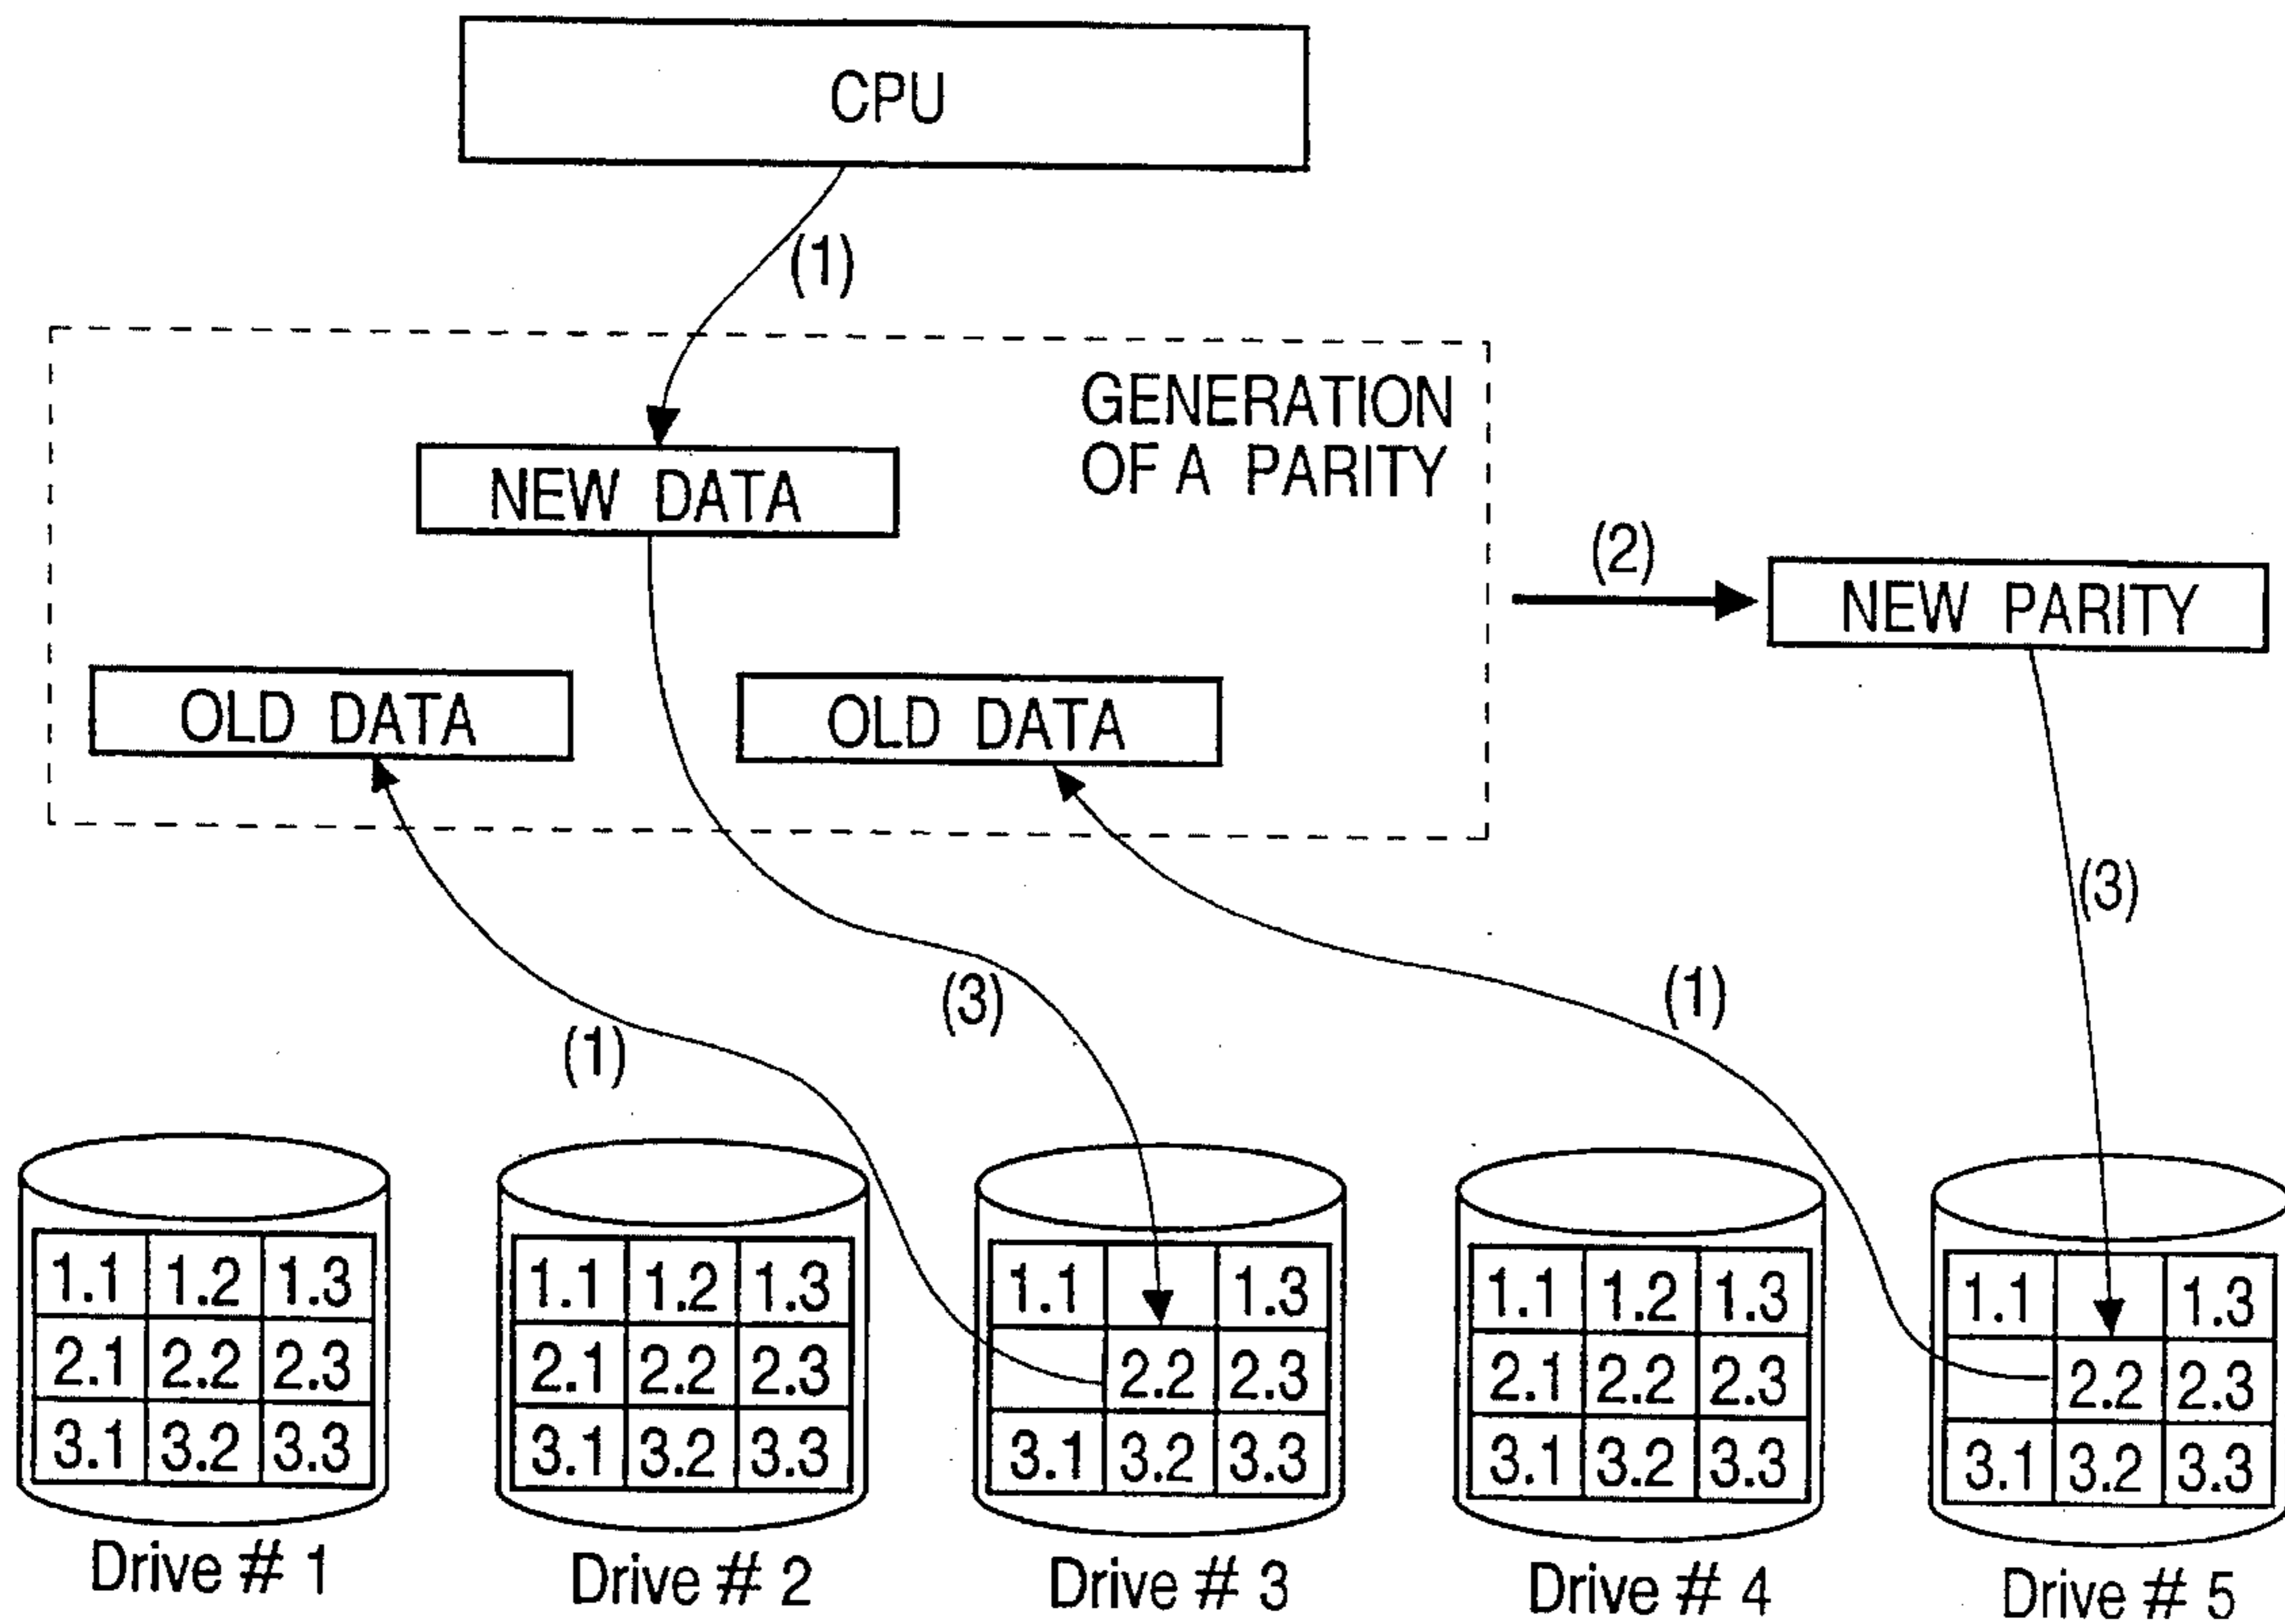 CPU
(1)
GENERATION
OF A PARITY
NEW DATA
(2)
NEW PARITY
OLD DATA
OLD DATA
(3)
(3)
(1)
(1)
1.1 1.2 1.3
2.1 2.2 2.3
3.1 3.2 3.3
Drive # 1
1.1 1.2 1.3
2.1 2.2 2.3
3.1 3.2 3.3
Drive # 2
1.1 1.3
2.2 2.3
3.1 3.2 3.3
Drive # 3
1.1 1.2 1.3
2.1 2.2 2.3
3.1 3.2 3.3
Drive # 4
1.1 1.3
2.2 2.3
3.1 3.2 3.3
Drive # 5